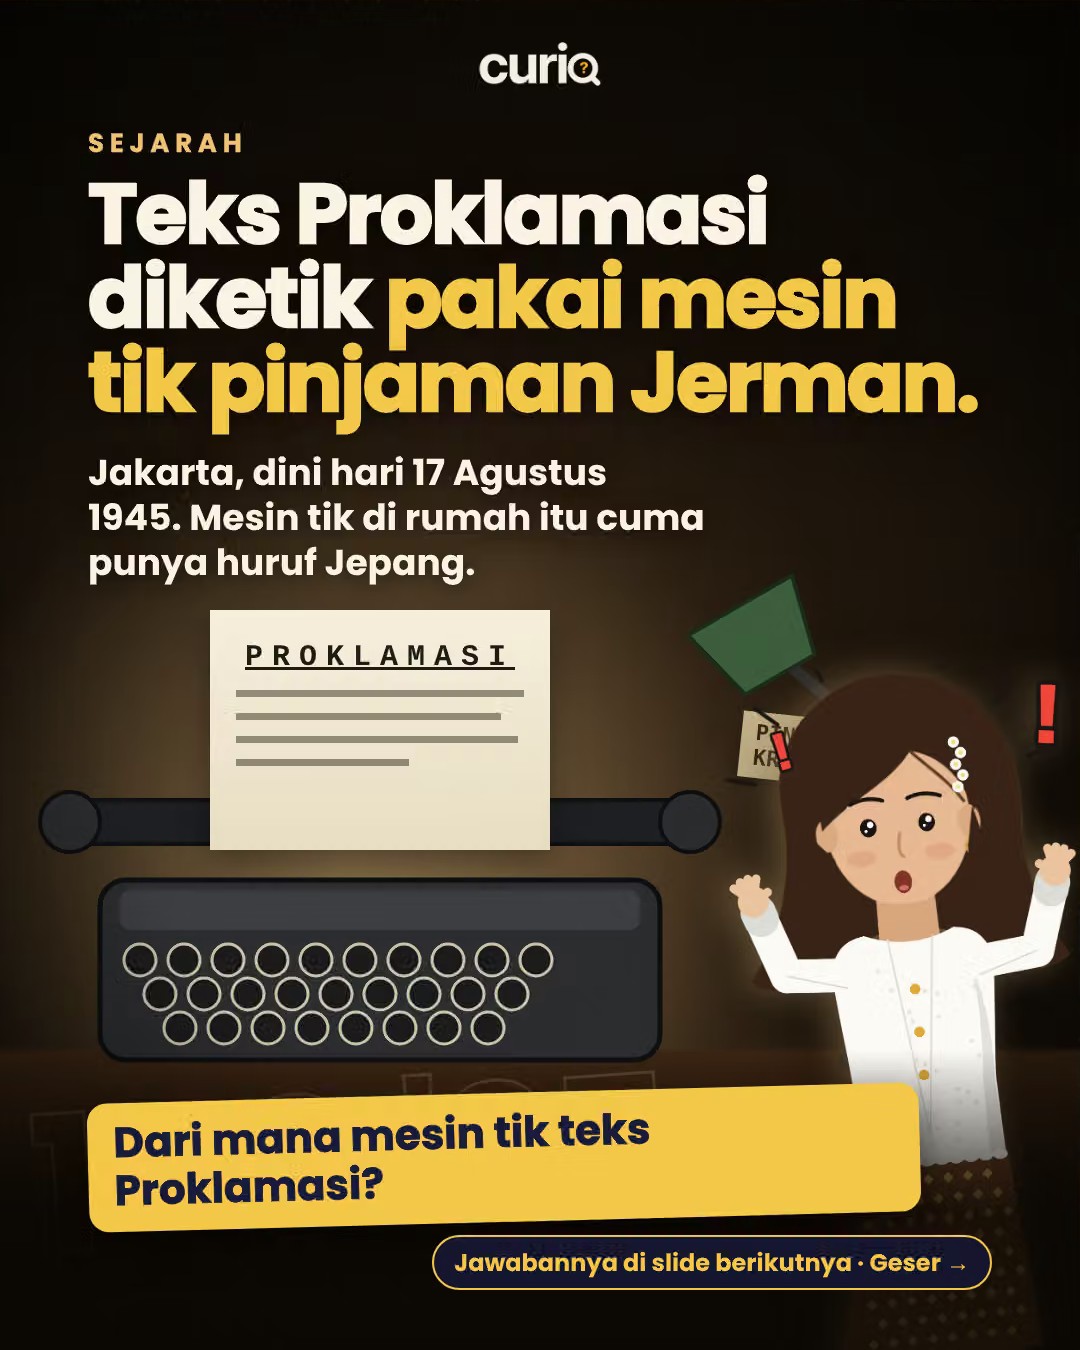 curio?
SEJARAH
Teks Proklamasi
diketik pakai mesin
tik pinjaman Jerman.
Jakarta, dini hari 17 Agustus
1945. Mesin tik di rumah itu cuma
punya huruf Jepang.
PROKLAMASI
!
!
Dari mana mesin tik teks
Proklamasi?
Jawabannya di slide berikutnya · Geser →